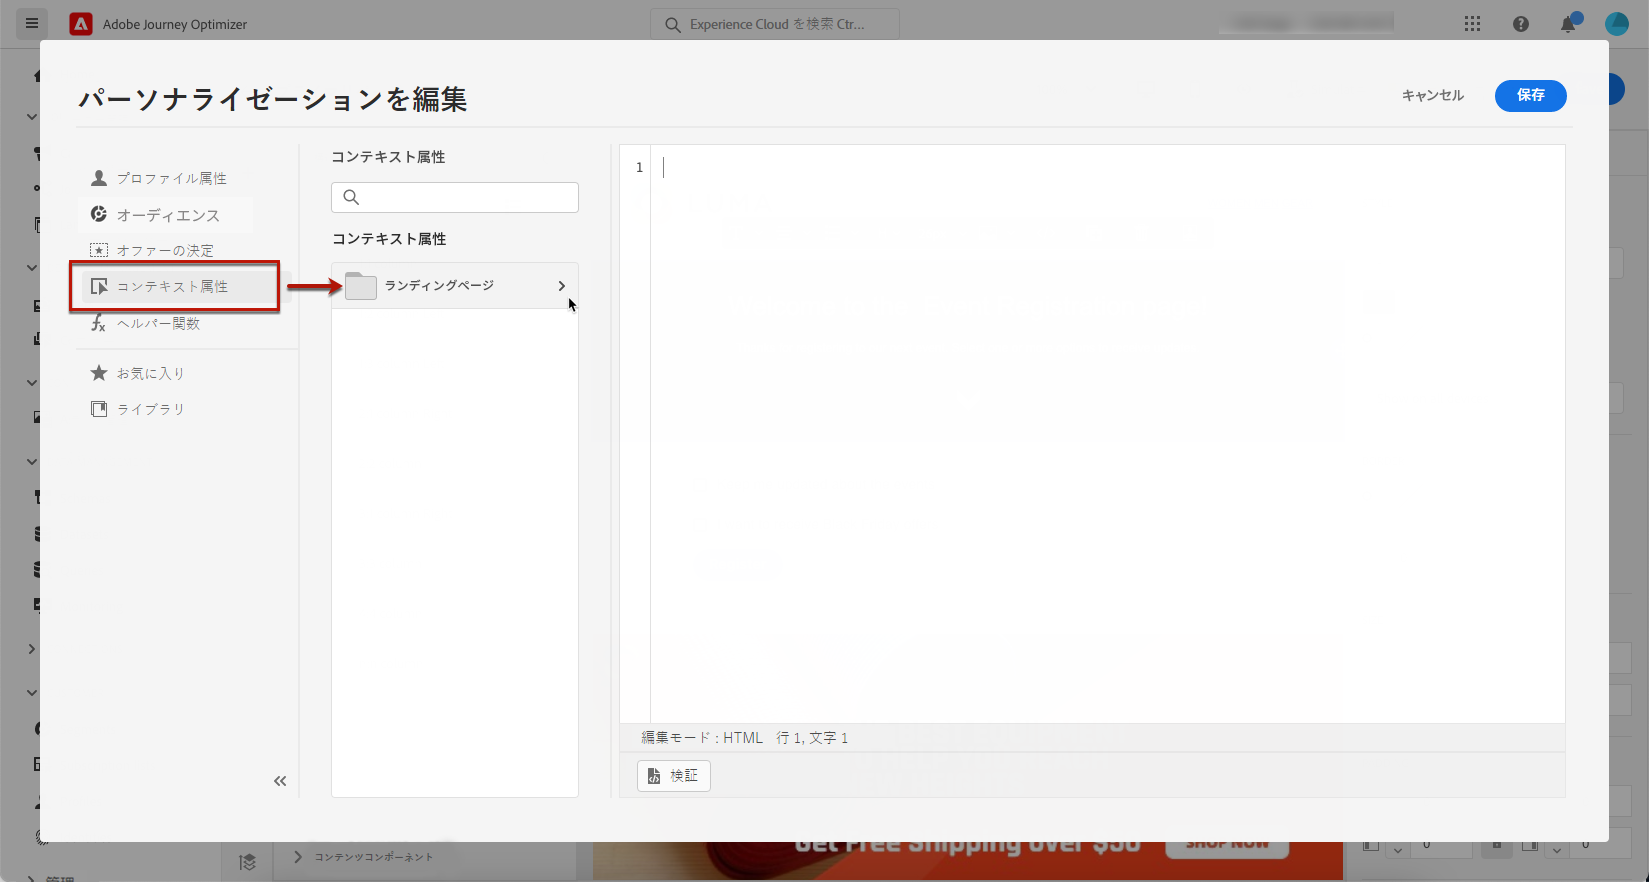 Adobe Journey Optimizer
Experience Cloud を検索 Ctr...
パーソナライゼーションを編集
キャンセル
保存
プロファイル属性
オーディエンス
オファーの決定
コンテキスト属性
ヘルパー関数
お気に入り
ライブラリ
コンテキスト属性
コンテキスト属性
ランディングページ
1
編集モード : HTML 行 1, 文字 1
検証
コンテンツコンポーネント
管理
Get Free Shipping Over $50
SHOP NOW
0
0